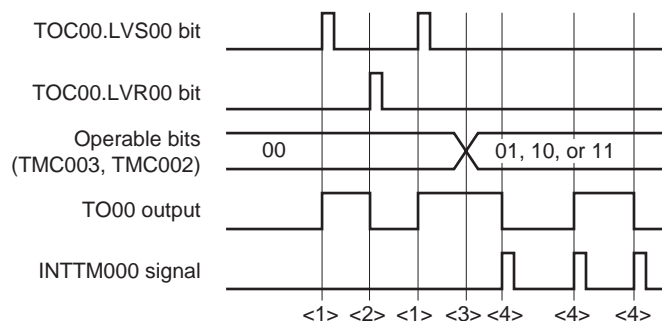 TOC00.LVS00 bit
TOC00.LVR00 bit
Operable bits
(TMC003, TMC002)
00
01, 10, or 11
TO00 output
INTTM000 signal
<1> <2> <1> <3> <4> <4> <4>